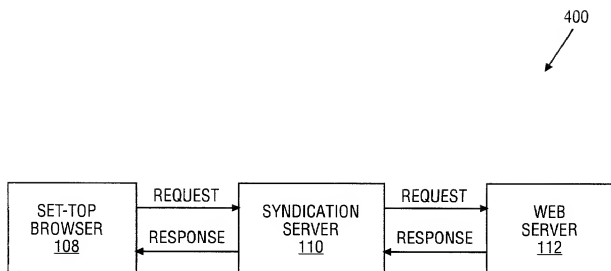 400
REQUEST
REQUEST
SET-TOP
BROWSER
108
SYNDICATION
SERVER
110
WEB
SERVER
112
RESPONSE
RESPONSE